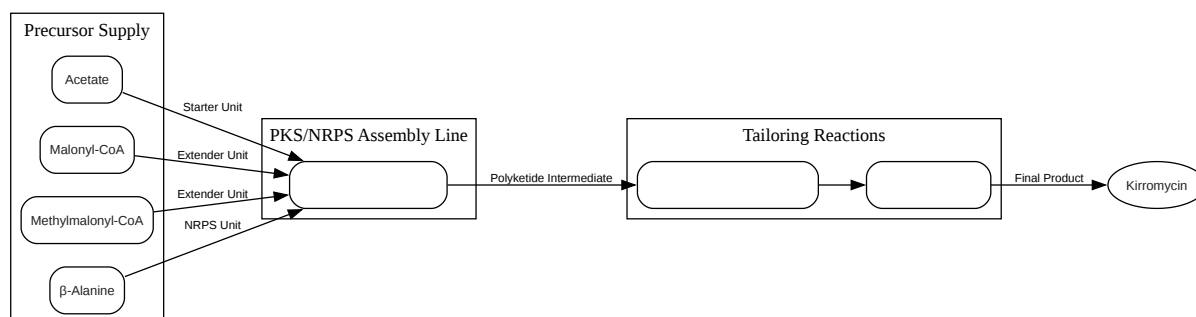 Precursor Supply
Acetate
Malonyl-CoA
Methylmalonyl-CoA
β-Alanine
Starter Unit
Extender Unit
Extender Unit
NRPS Unit
PKS/NRPS Assembly Line
Polyketide Intermediate
Tailoring Reactions
Final Product
Kirromycin